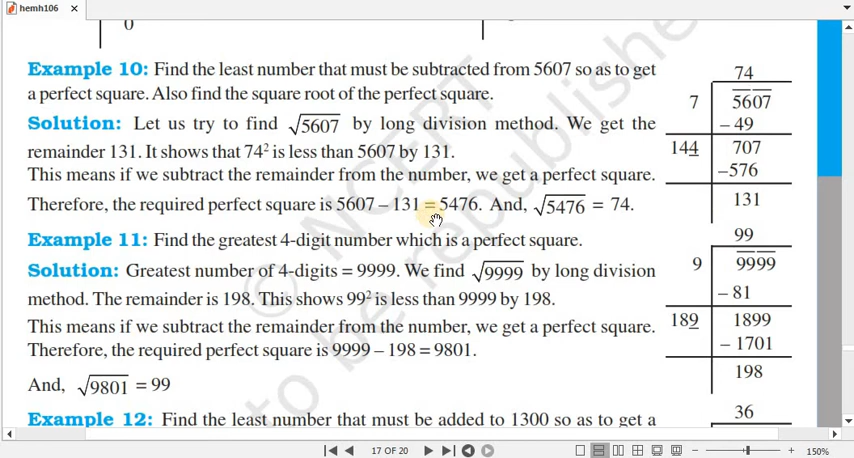 hemh106
0
Example 10: Find the least number that must be subtracted from 5607 so as to get
a perfect square. Also find the square root of the perfect square.
Solution: Let us try to find √5607 by long division method. We get the
remainder 131. It shows that 74² is less than 5607 by 131.
This means if we subtract the remainder from the number, we get a perfect square.
Therefore, the required perfect square is 5607 – 131 = 5476. And, √5476 = 74.
74
7 5607
– 49
144 707
–576
131
Example 11: Find the greatest 4-digit number which is a perfect square.
Solution: Greatest number of 4-digits = 9999. We find √9999 by long division
method. The remainder is 198. This shows 99² is less than 9999 by 198.
This means if we subtract the remainder from the number, we get a perfect square.
Therefore, the required perfect square is 9999 – 198 = 9801.
And, √9801 = 99
99
9 9999
– 81
189 1899
– 1701
198
Example 12: Find the least number that must be added to 1300 so as to get a
36
© NCERT
to be republishe
17 OF 20
150%